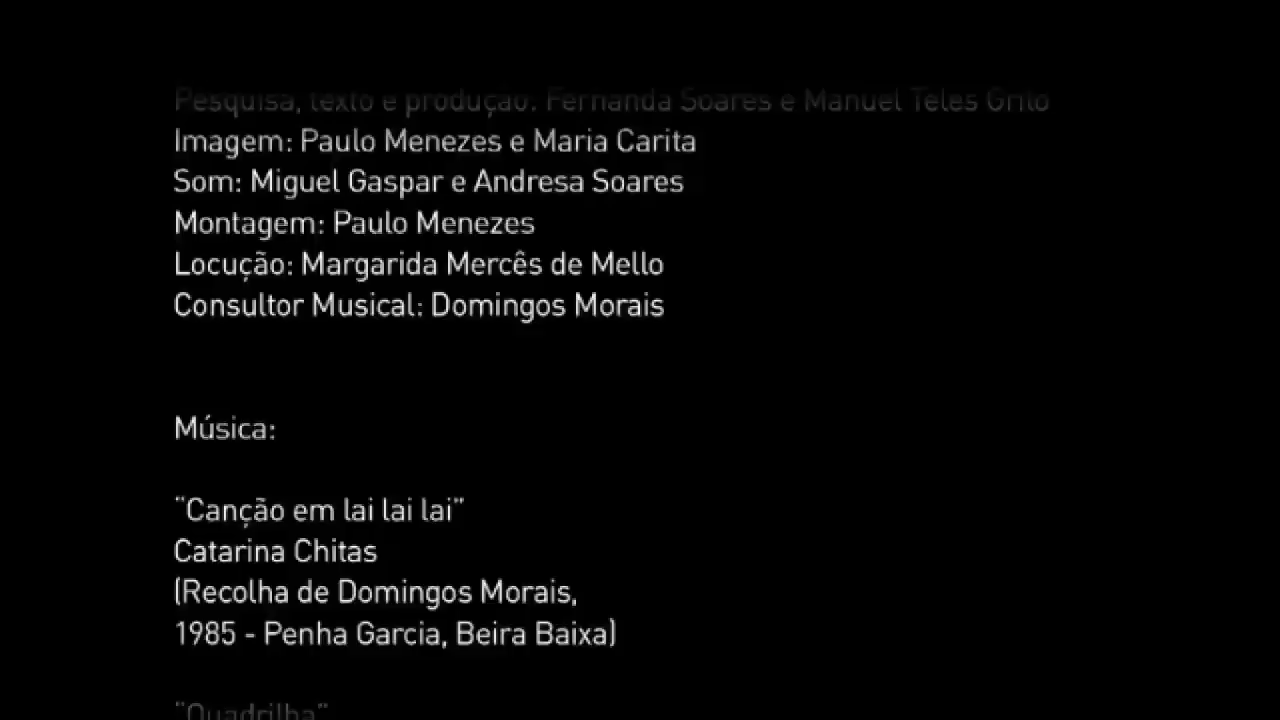 Pesquisa, texto e produção: Fernanda Soares e Manuel Teles Grilo
Imagem: Paulo Menezes e Maria Carita
Som: Miguel Gaspar e Andresa Soares
Montagem: Paulo Menezes
Locução: Margarida Mercês de Mello
Consultor Musical: Domingos Morais
Música:
“Canção em lai lai lai”
Catarina Chitas
(Recolha de Domingos Morais,
1985 - Penha Garcia, Beira Baixa)
“Quadrilha”